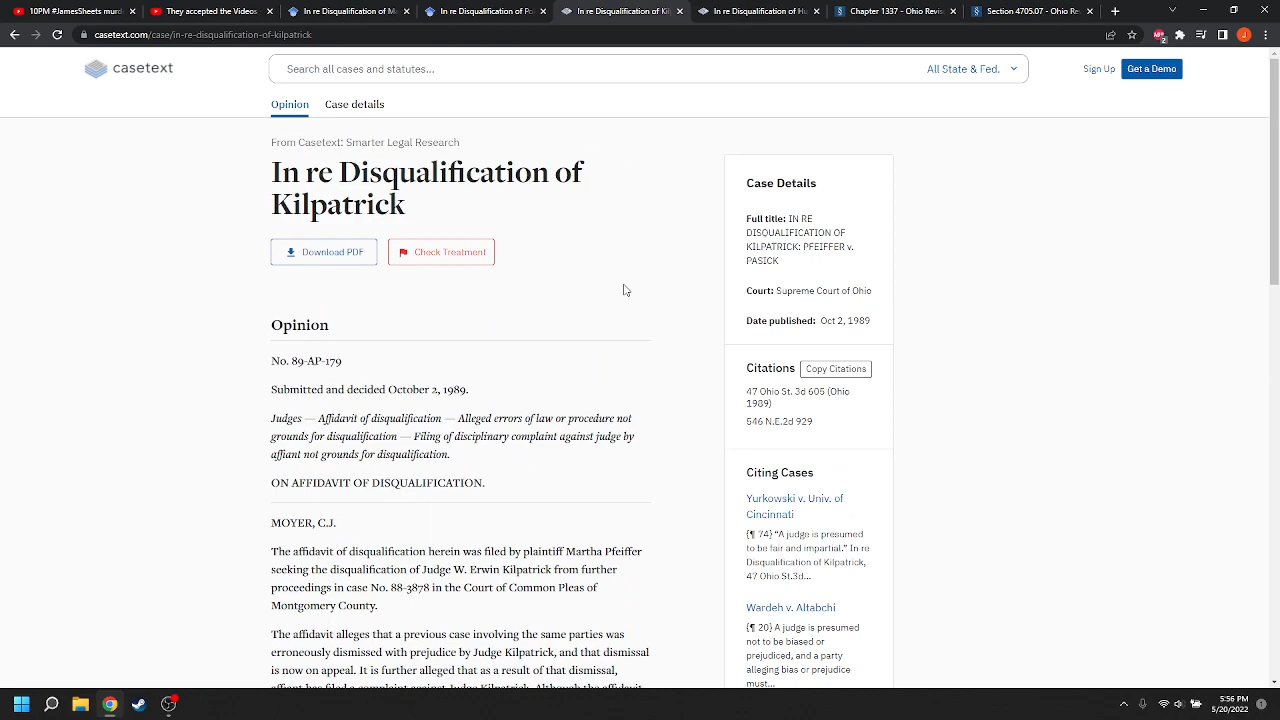 10PM #JamesSheets murd
They accepted the Videos
In re Disqualification of M
In re Disqualification of Po
In re Disqualification of Kil
In re Disqualification of Hu
Chapter 1337 - Ohio Revis
Section 4705.07 - Ohio Re
casetext.com/case/in-re-disqualification-of-kilpatrick
casetext
Search all cases and statutes...
All State & Fed.
Sign Up
Get a Demo
Opinion
Case details
From Casetext: Smarter Legal Research
In re Disqualification of
Kilpatrick
Download PDF
Check Treatment
Opinion
No. 89-AP-179
Submitted and decided October 2, 1989.
Judges — Affidavit of disqualification — Alleged errors of law or procedure not
grounds for disqualification — Filing of disciplinary complaint against judge by
affiant not grounds for disqualification.
ON AFFIDAVIT OF DISQUALIFICATION.
MOYER, C.J.
The affidavit of disqualification herein was filed by plaintiff Martha Pfeiffer
seeking the disqualification of Judge W. Erwin Kilpatrick from further
proceedings in case No. 88-3878 in the Court of Common Pleas of
Montgomery County.
The affidavit alleges that a previous case involving the same parties was
erroneously dismissed with prejudice by Judge Kilpatrick, and that dismissal
is now on appeal. It is further alleged that as a result of that dismissal,
affiant has filed a complaint against Judge Kilpatrick. Although the affidavit
Case Details
Full title: IN RE
DISQUALIFICATION OF
KILPATRICK: PFEIFFER v.
PASICK
Court: Supreme Court of Ohio
Date published: Oct 2, 1989
Citations
Copy Citations
47 Ohio St. 3d 605 (Ohio
1989)
546 N.E.2d 929
Citing Cases
Yurkowski v. Univ. of
Cincinnati
{¶ 74} “A judge is presumed
to be fair and impartial.” In re
Disqualification of Kilpatrick,
47 Ohio St.3d...
Wardeh v. Altabchi
{¶ 20} A judge is presumed
not to be biased or
prejudiced, and a party
alleging bias or prejudice
must...
5:56 PM
5/20/2022